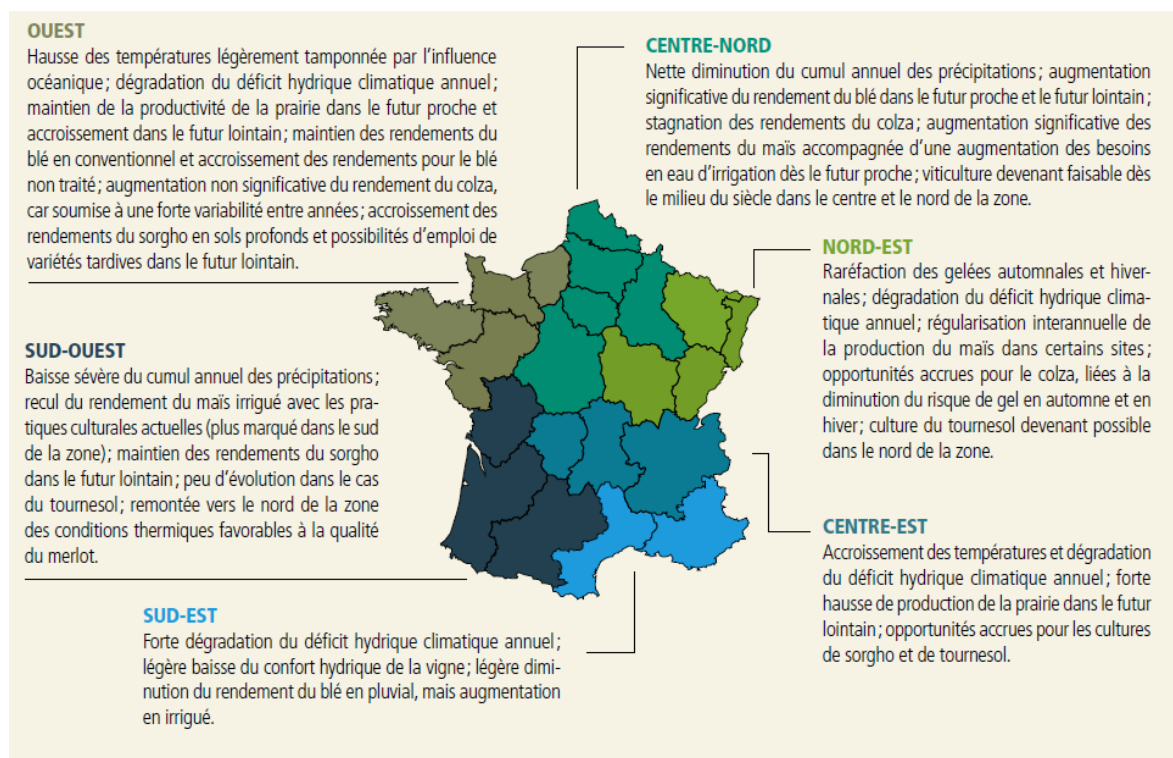 OUEST
Hausse des températures légèrement tamponnée par l'influence
océanique ; dégradation du déficit hydrique climatique annuel ;
maintien de la productivité de la prairie dans le futur proche et
accroissement dans le futur lointain ; maintien des rendements du
blé en conventionnel et accroissement des rendements pour le blé
non traité ; augmentation non significative du rendement du colza,
car soumise à une forte variabilité entre années ; accroissement des
rendements du sorgho en sols profonds et possibilités d'emploi de
variétés tardives dans le futur lointain.
CENTRE-NORD
Nette diminution du cumul annuel des précipitations ; augmentation
significative du rendement du blé dans le futur proche et le futur lointain ;
stagnation des rendements du colza ; augmentation significative des
rendements du maïs accompagnée d'une augmentation des besoins
en eau d'irrigation dès le futur proche ; viticulture devenant faisable dès
le milieu du siècle dans le centre et le nord de la zone.
NORD-EST
Raréfaction des gelées automnales et hiver-
nales ; dégradation du déficit hydrique clima-
tique annuel ; régularisation interannuelle de
la production du maïs dans certains sites ;
opportunités accrues pour le colza, liées à la
diminution du risque de gel en automne et en
hiver ; culture du tournesol devenant possible
dans le nord de la zone.
SUD-OUEST
Baisse sévère du cumul annuel des précipitations ;
recul du rendement du maïs irrigué avec les pra-
tiques culturales actuelles (plus marqué dans le sud
de la zone) ; maintien des rendements du sorgho
dans le futur lointain ; peu d'évolution dans le cas
du tournesol ; remontée vers le nord de la zone
des conditions thermiques favorables à la qualité
du merlot.
CENTRE-EST
Accroissement des températures et dégradation
du déficit hydrique climatique annuel ; forte
hausse de production de la prairie dans le futur
lointain ; opportunités accrues pour les cultures
de sorgho et de tournesol.
SUD-EST
Forte dégradation du déficit hydrique climatique annuel ;
légère baisse du confort hydrique de la vigne ; légère dimi-
nution du rendement du blé en pluvial, mais augmentation
en irrigué.